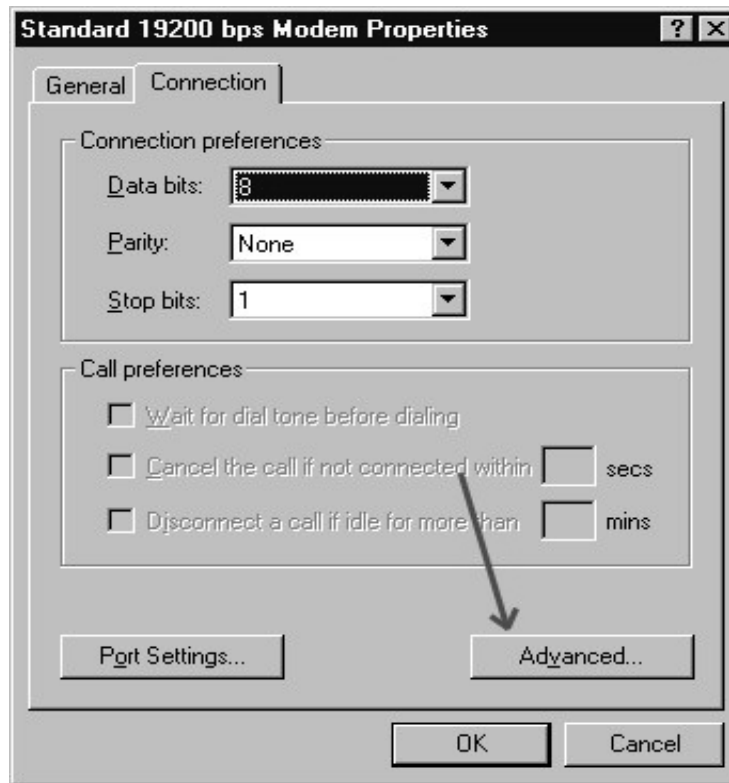 Standard 19200 bps Modem Properties ? ×
General Connection
Connection preferences
Data bits: 8
Parity: None
Stop bits: 1
Call preferences
Wait for dial tone before dialing
Cancel the call if not connected within secs
Disconnect a call if idle for more than mins
Port Settings... Advanced...
OK Cancel